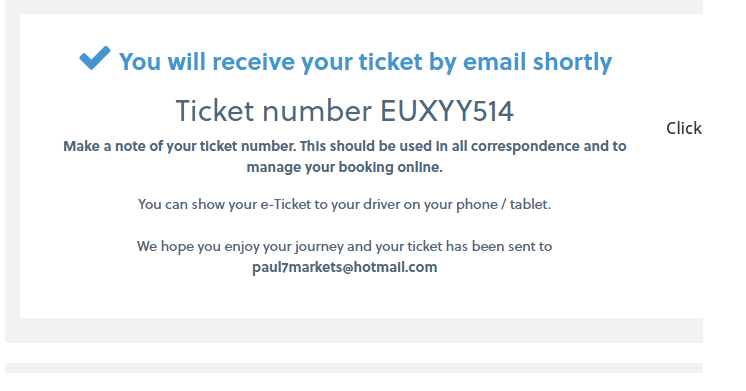 You will receive your ticket by email shortly
Ticket number EUXYY514
Click
Make a note of your ticket number. This should be used in all correspondence and to
manage your booking online.
You can show your e-Ticket to your driver on your phone / tablet.
We hope you enjoy your journey and your ticket has been sent to
paul7markets@hotmail.com